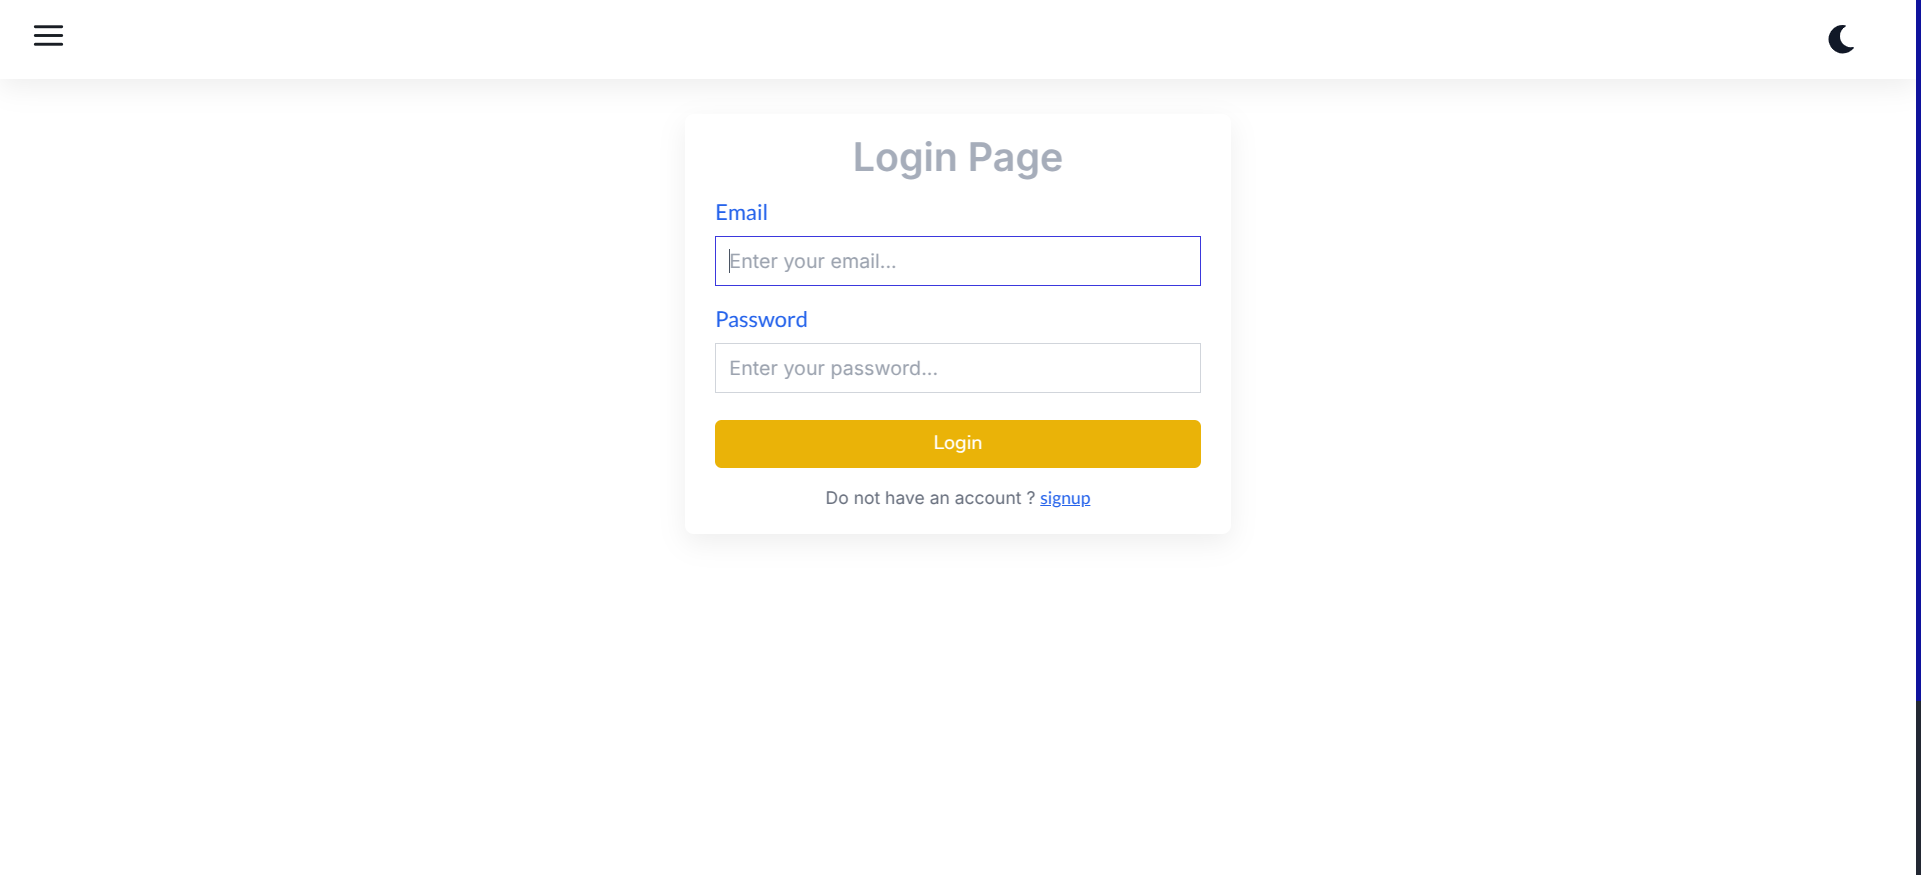 Login Page
Email
Enter your email...
Password
Enter your password...
Login
Do not have an account ? signup